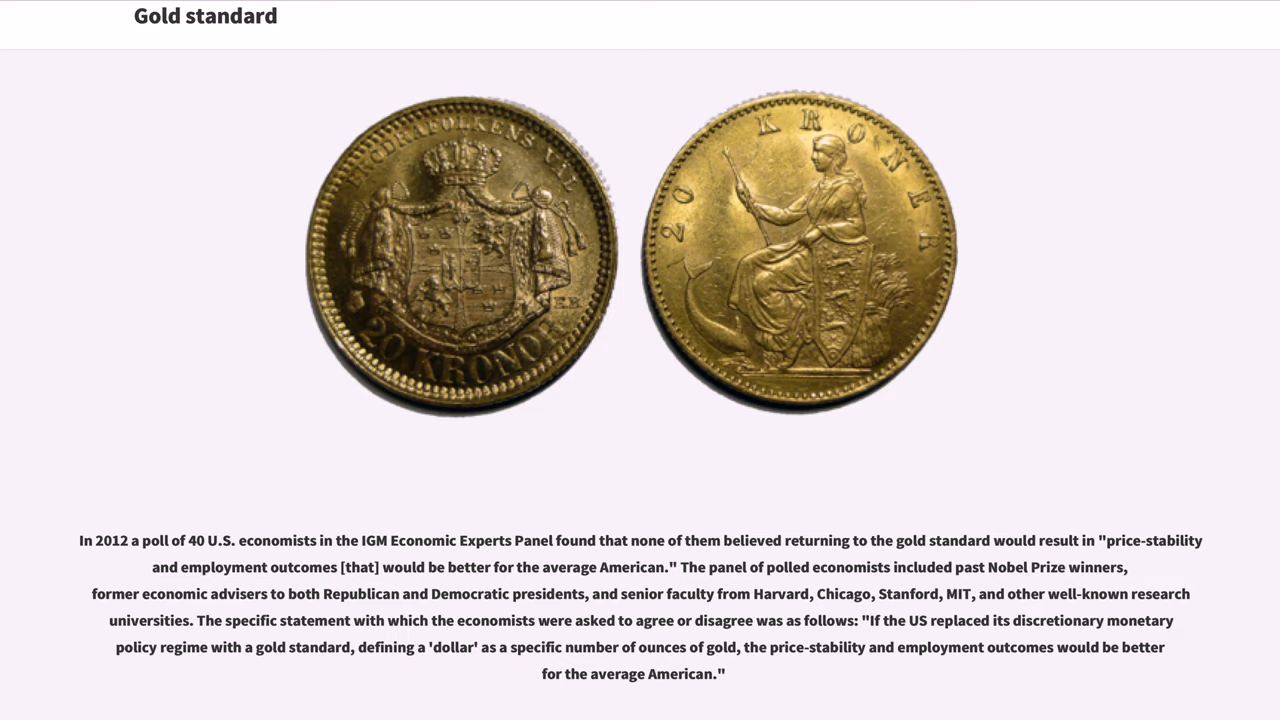 Gold standard
BRÖDRAFOLKENS VÄL
E.B.
20 KRONOR
20 KRONER
In 2012 a poll of 40 U.S. economists in the IGM Economic Experts Panel found that none of them believed returning to the gold standard would result in "price-stability
and employment outcomes [that] would be better for the average American." The panel of polled economists included past Nobel Prize winners,
former economic advisers to both Republican and Democratic presidents, and senior faculty from Harvard, Chicago, Stanford, MIT, and other well-known research
universities. The specific statement with which the economists were asked to agree or disagree was as follows: "If the US replaced its discretionary monetary
policy regime with a gold standard, defining a 'dollar' as a specific number of ounces of gold, the price-stability and employment outcomes would be better
for the average American."